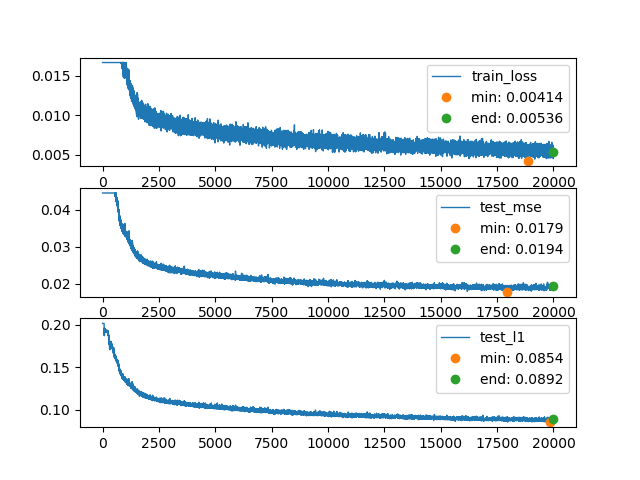 0.015
0.010
0.005
train_loss
min: 0.00414
end: 0.00536
0 2500 5000 7500 10000 12500 15000 17500 20000
0.04
0.03
0.02
test_mse
min: 0.0179
end: 0.0194
0 2500 5000 7500 10000 12500 15000 17500 20000
0.20
0.15
0.10
test_l1
min: 0.0854
end: 0.0892
0 2500 5000 7500 10000 12500 15000 17500 20000